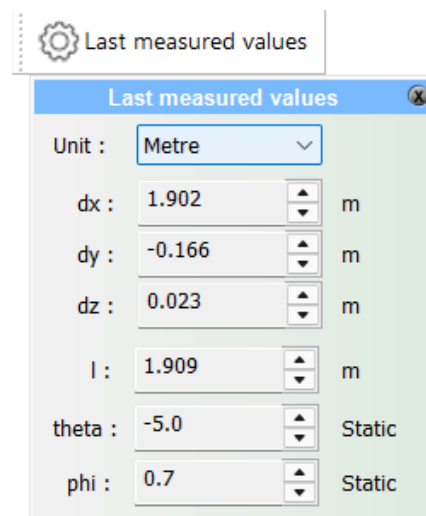 Last measured values
Last measured values
Unit : Metre
dx : 1.902 m
dy : -0.166 m
dz : 0.023 m
l : 1.909 m
theta : -5.0 Static
phi : 0.7 Static